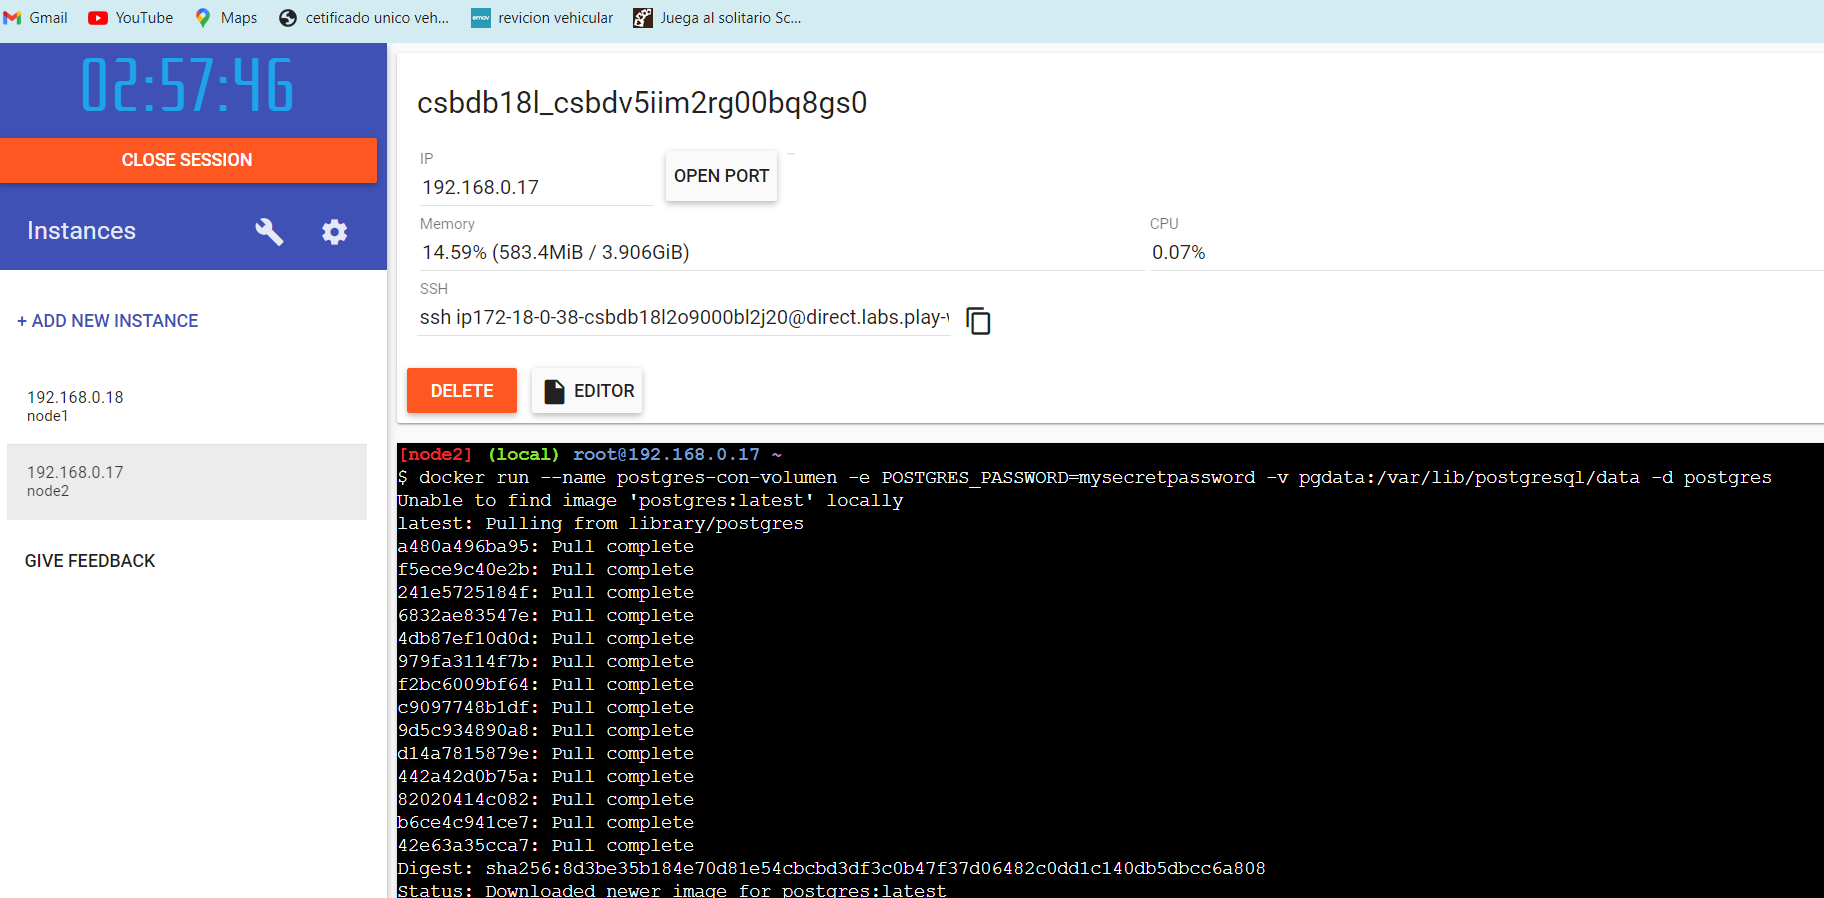 Gmail
YouTube
Maps
cetificado unico veh...
emov
revicion vehicular
Juega al solitario Sc...
02:57:46
CLOSE SESSION
Instances
+ ADD NEW INSTANCE
192.168.0.18
node1
192.168.0.17
node2
GIVE FEEDBACK
csbdb18l_csbdv5iim2rg00bq8gs0
IP
192.168.0.17
OPEN PORT
Memory
14.59% (583.4MiB / 3.906GiB)
CPU
0.07%
SSH
ssh ip172-18-0-38-csbdb18l2o9000bl2j20@direct.labs.play-
DELETE
EDITOR
[node2] (local) root@192.168.0.17 ~
$ docker run --name postgres-con-volumen -e POSTGRES_PASSWORD=mysecretpassword -v pgdata:/var/lib/postgresql/data -d postgres
Unable to find image 'postgres:latest' locally
latest: Pulling from library/postgres
a480a496ba95: Pull complete
f5ece9c40e2b: Pull complete
241e5725184f: Pull complete
6832ae83547e: Pull complete
4db87ef10d0d: Pull complete
979fa3114f7b: Pull complete
f2bc6009bf64: Pull complete
c9097748b1df: Pull complete
9d5c934890a8: Pull complete
d14a7815879e: Pull complete
442a42d0b75a: Pull complete
82020414c082: Pull complete
b6ce4c941ce7: Pull complete
42e63a35cca7: Pull complete
Digest: sha256:8d3be35b184e70d81e54cbcbd3df3c0b47f37d06482c0dd1c140db5dbcc6a808
Status: Downloaded newer image for postgres:latest